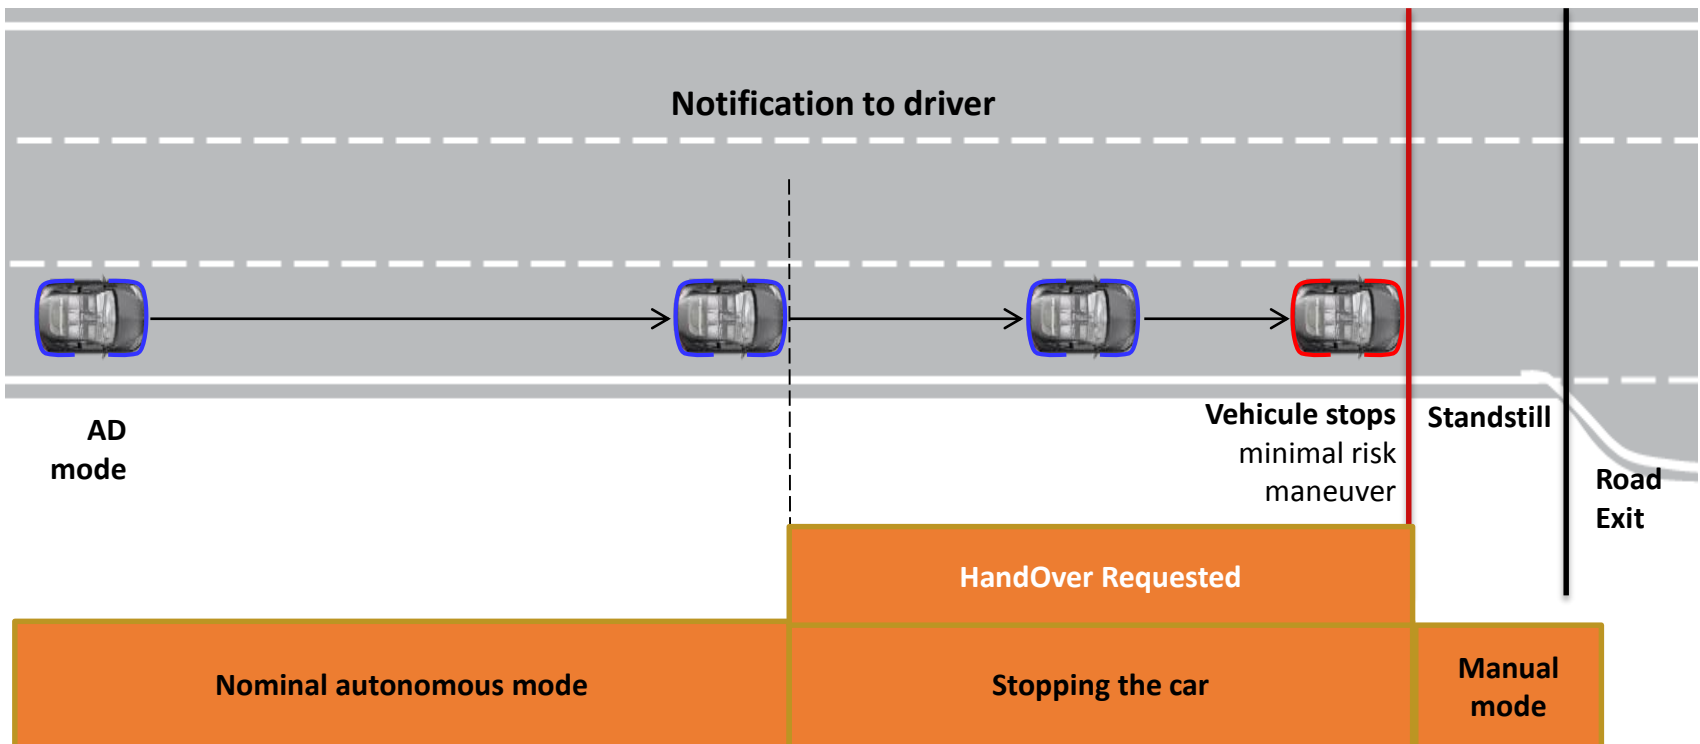 Notification to driver
AD
mode
Vehicule stops
minimal risk
maneuver
Standstill
Road
Exit
HandOver Requested
Nominal autonomous mode
Stopping the car
Manual
mode